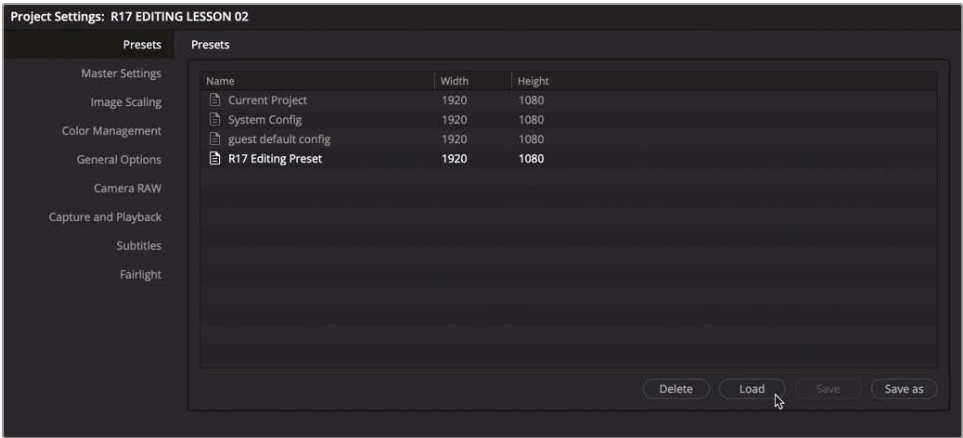 Project Settings: R17 EDITING LESSON 02
Presets
Master Settings
Image Scaling
Color Management
General Options
Camera RAW
Capture and Playback
Subtitles
Fairlight
Presets
Name Width Height
Current Project 1920 1080
System Config 1920 1080
guest default config 1920 1080
R17 Editing Preset 1920 1080
Delete Load Save Save as